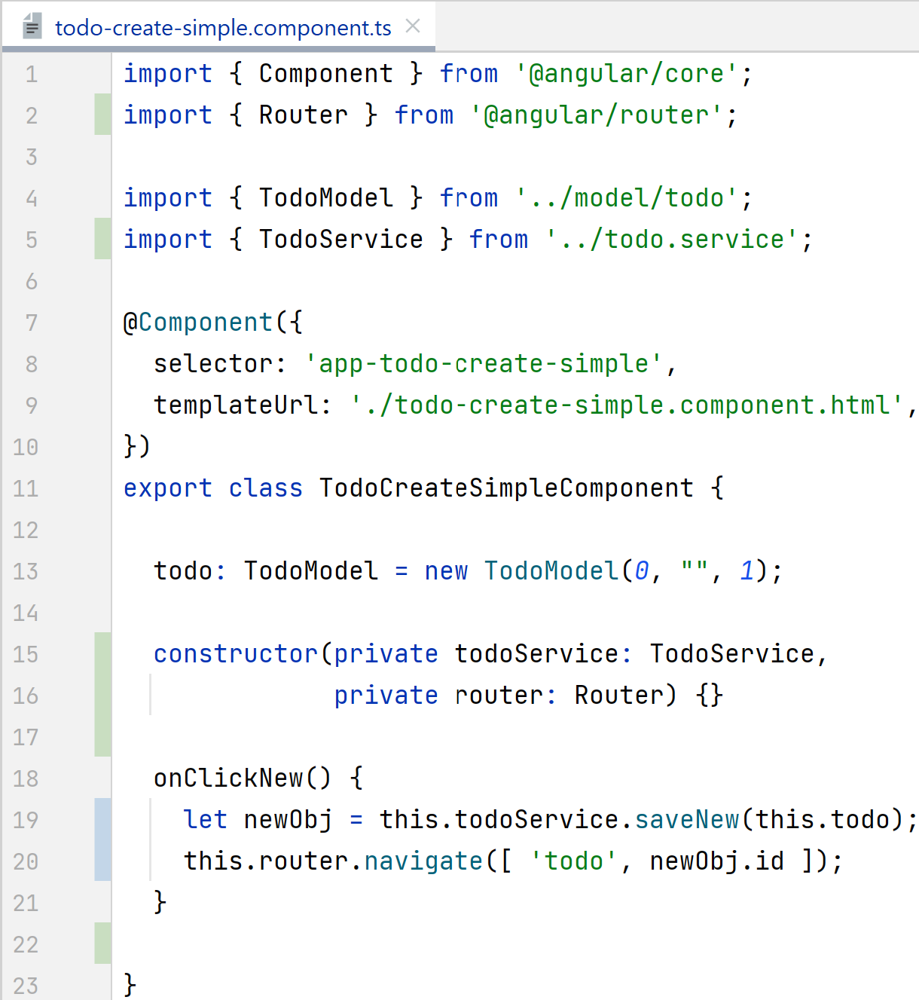 todo-create-simple.component.ts
1 import { Component } from '@angular/core';
2 import { Router } from '@angular/router';
3
4 import { TodoModel } from '../model/todo';
5 import { TodoService } from '../todo.service';
6
7 @Component({
8   selector: 'app-todo-create-simple',
9   templateUrl: './todo-create-simple.component.html',
10 })
11 export class TodoCreateSimpleComponent {
12
13   todo: TodoModel = new TodoModel(0, "", 1);
14
15   constructor(private todoService: TodoService,
16               private router: Router) {}
17
18   onClickNew() {
19     let newObj = this.todoService.saveNew(this.todo);
20     this.router.navigate([ 'todo', newObj.id ]);
21   }
22
23 }